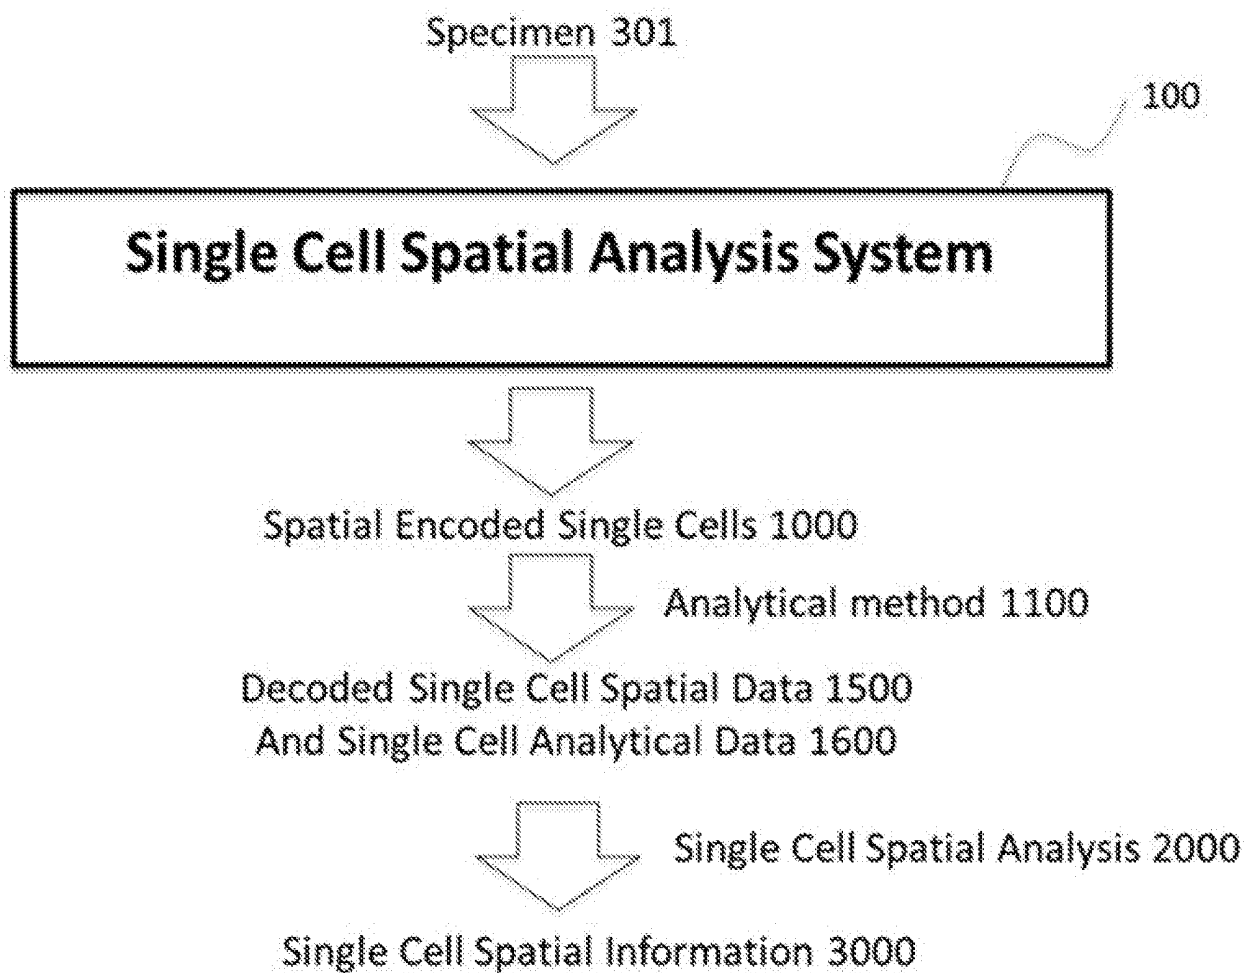 Specimen 301
100
Single Cell Spatial Analysis System
Spatial Encoded Single Cells 1000
Analytical method 1100
Decoded Single Cell Spatial Data 1500
And Single Cell Analytical Data 1600
Single Cell Spatial Analysis 2000
Single Cell Spatial Information 3000